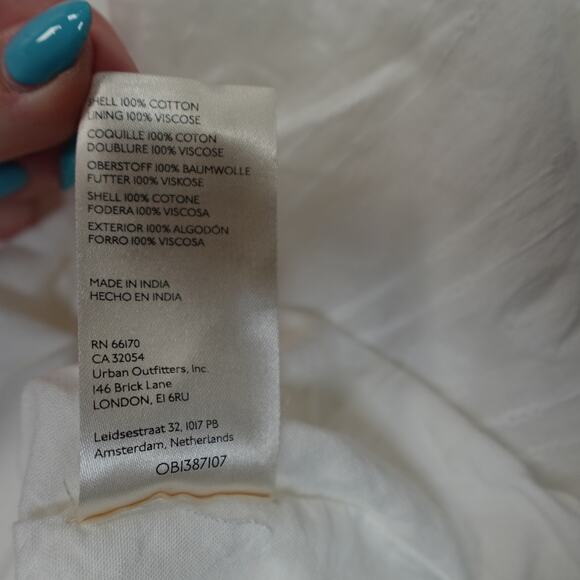 SHELL 100% COTTON
LINING 100% VISCOSE
COQUILLE 100% COTON
DOUBLURE 100% VISCOSE
OBERSTOFF 100% BAUMWOLLE
FUTTER 100% VISKOSE
SHELL 100% COTONE
FODERA 100% VISCOSA
EXTERIOR 100% ALGODÓN
FORRO 100% VISCOSA
MADE IN INDIA
HECHO EN INDIA
RN 66170
CA 32054
Urban Outfitters, Inc.
146 Brick Lane
LONDON, E1 6RU
Leidsestraat 32, 1017 PB
Amsterdam, Netherlands
OB1387107